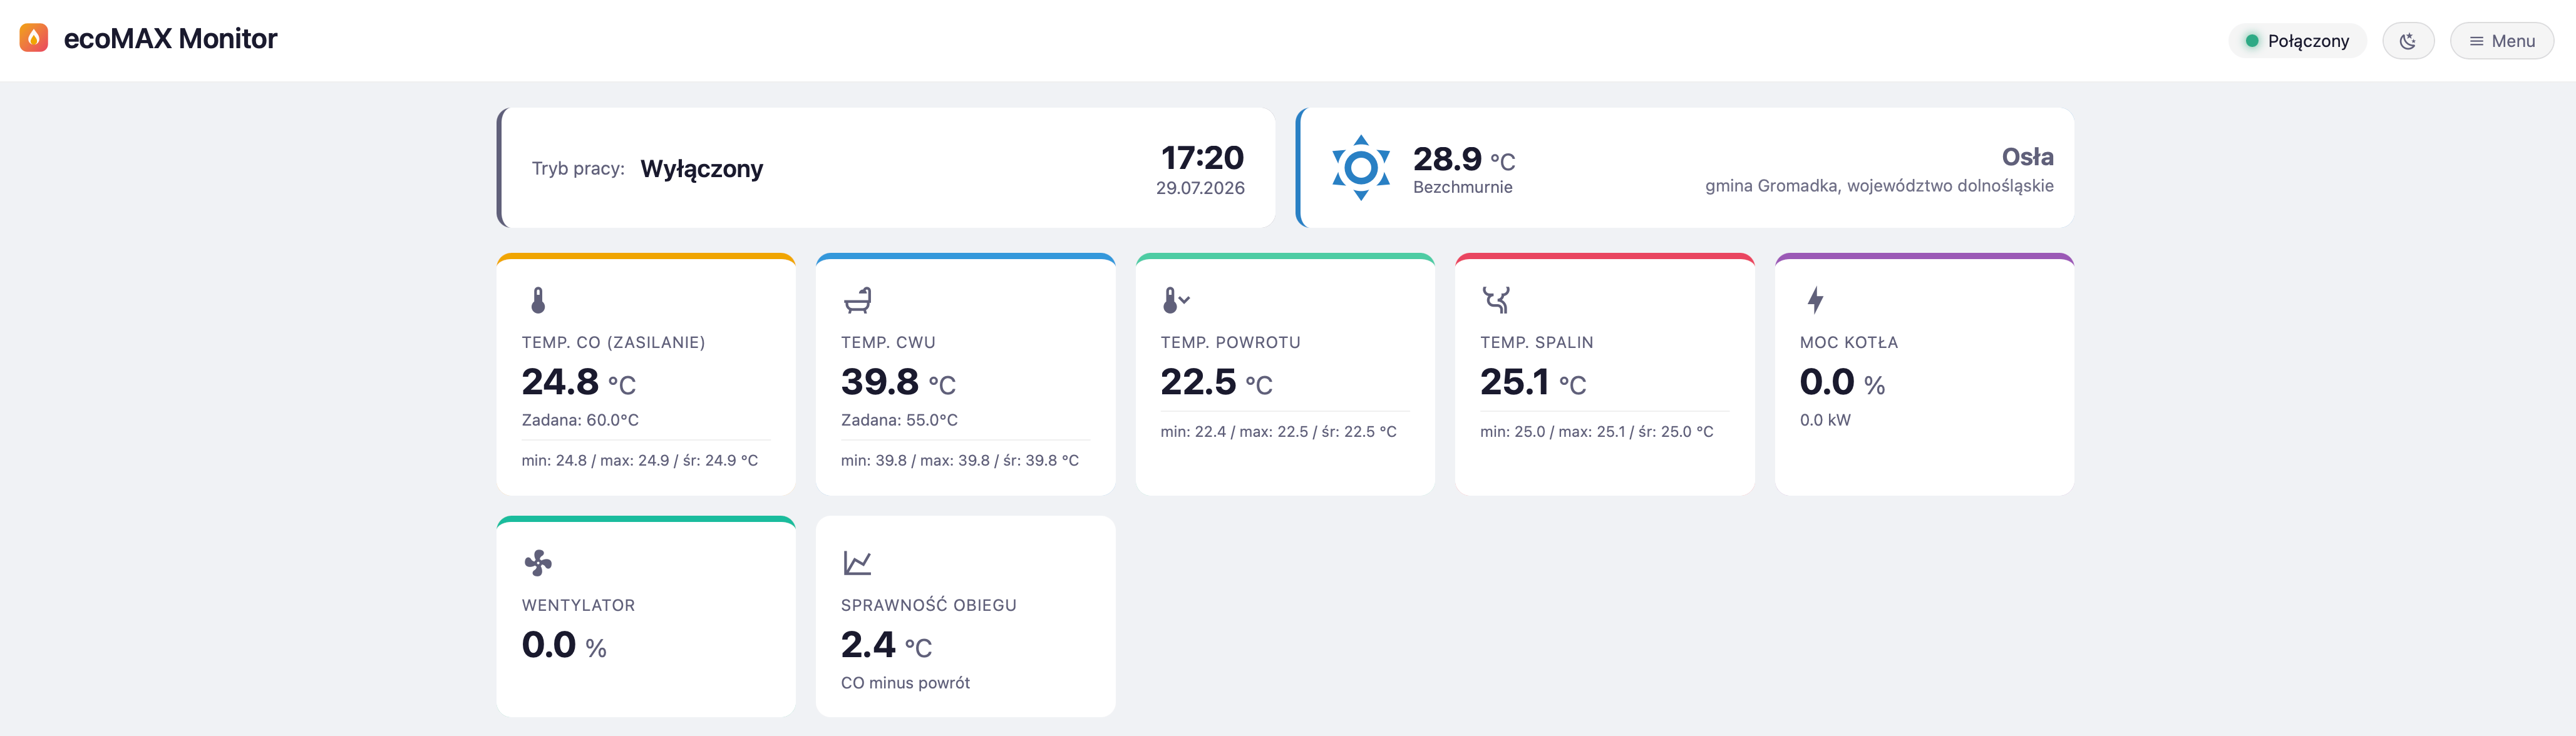 ecoMAX Monitor
Połączony
Menu
Tryb pracy: Wyłączony
17:20
29.07.2026
28.9 °C
Bezchmurnie
Osła
gmina Gromadka, województwo dolnośląskie
TEMP. CO (ZASILANIE)
24.8 °C
Zadana: 60.0°C
min: 24.8 / max: 24.9 / śr: 24.9 °C
TEMP. CWU
39.8 °C
Zadana: 55.0°C
min: 39.8 / max: 39.8 / śr: 39.8 °C
TEMP. POWROTU
22.5 °C
min: 22.4 / max: 22.5 / śr: 22.5 °C
TEMP. SPALIN
25.1 °C
min: 25.0 / max: 25.1 / śr: 25.0 °C
MOC KOTŁA
0.0 %
0.0 kW
WENTYLATOR
0.0 %
SPRAWNOŚĆ OBIEGU
2.4 °C
CO minus powrót